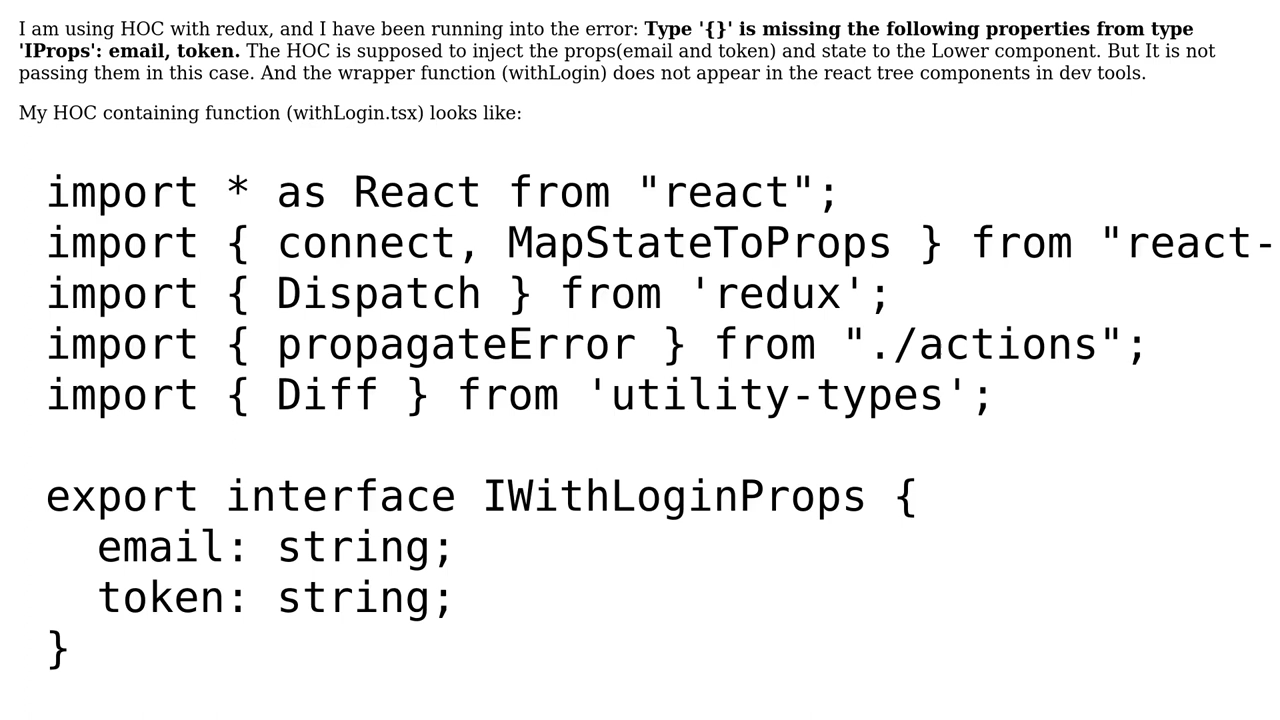 I am using HOC with redux, and I have been running into the error: Type '{}' is missing the following properties from type
'IProps': email, token. The HOC is supposed to inject the props(email and token) and state to the Lower component. But It is not
passing them in this case. And the wrapper function (withLogin) does not appear in the react tree components in dev tools.
My HOC containing function (withLogin.tsx) looks like:
import * as React from "react";
import { connect, MapStateToProps } from "react-
import { Dispatch } from 'redux';
import { propagateError } from "./actions";
import { Diff } from 'utility-types';
export interface IWithLoginProps {
  email: string;
  token: string;
}